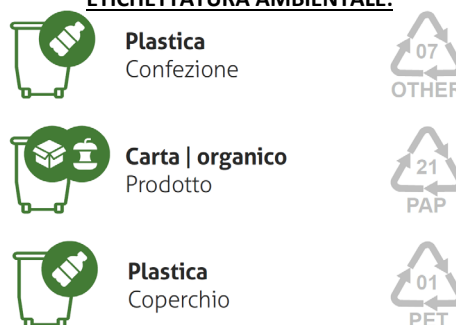 ETICHETTATURA AMBIENTALE:
Plastica
Confezione
07
OTHER
Carta | organico
Prodotto
21
PAP
Plastica
Coperchio
01
PET